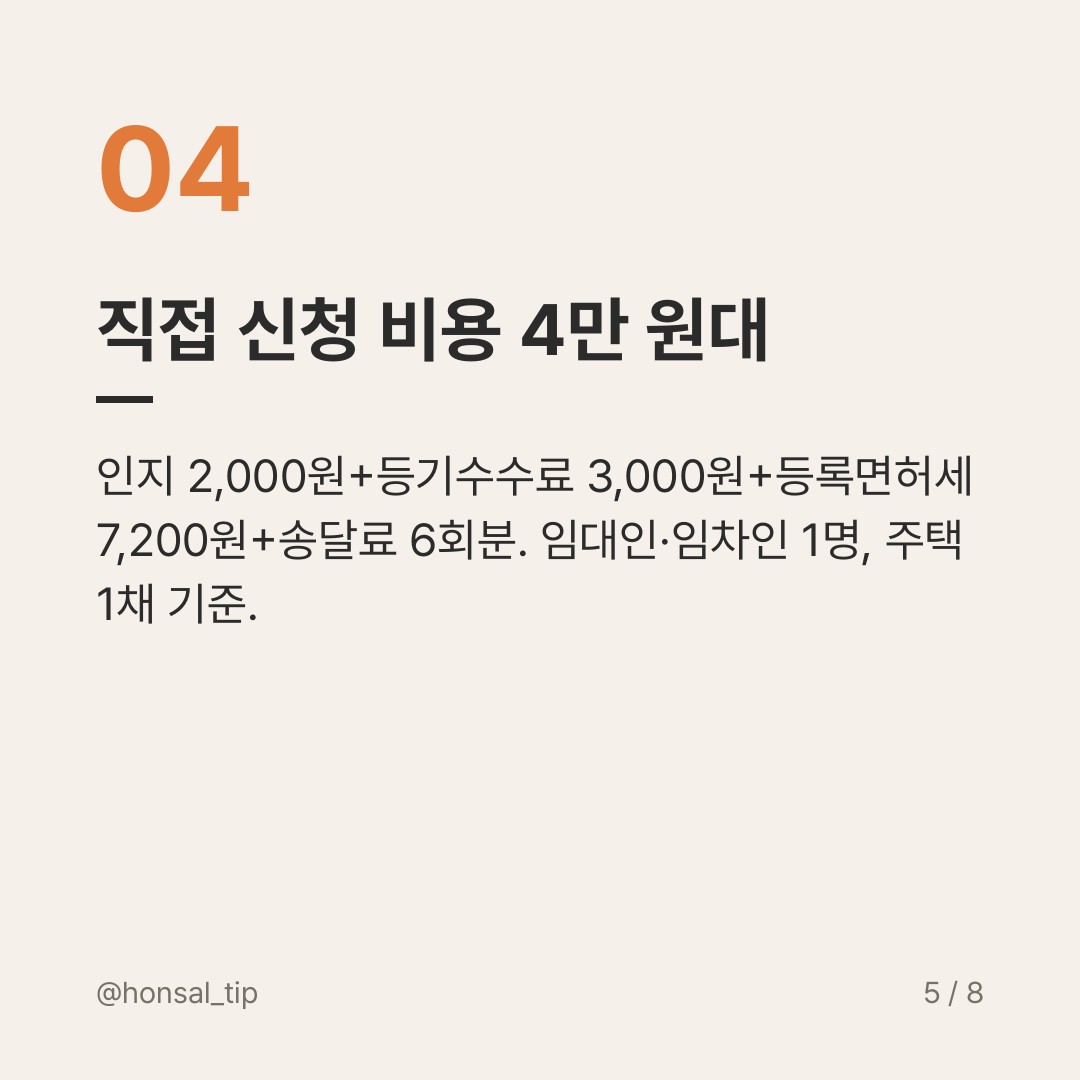 04
직접 신청 비용 4만 원대
인지 2,000원+등기수수료 3,000원+등록면허세
7,200원+송달료 6회분. 임대인·임차인 1명, 주택
1채 기준.
@honsal_tip
5 / 8